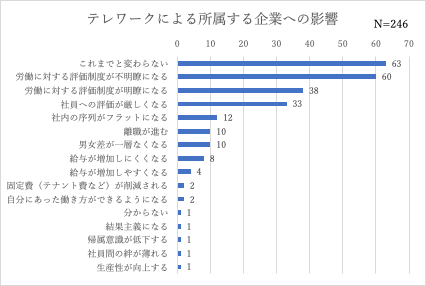 テレワークによる所属する企業への影響
N=246
0 10 20 30 40 50 60 70
これまでと変わらない 63
労働に対する評価制度が不明瞭になる 60
労働に対する評価制度が明瞭になる 38
社員への評価が厳しくなる 33
社内の序列がフラットになる 12
離職が進む 10
男女差が一層なくなる 10
給与が増加しにくくなる 8
給与が増加しやすくなる 4
固定費（テナント費など）が削減される 2
自分にあった働き方ができるようになる 2
分からない 1
結果主義になる 1
帰属意識が低下する 1
社員間の絆が薄れる 1
生産性が向上する 1